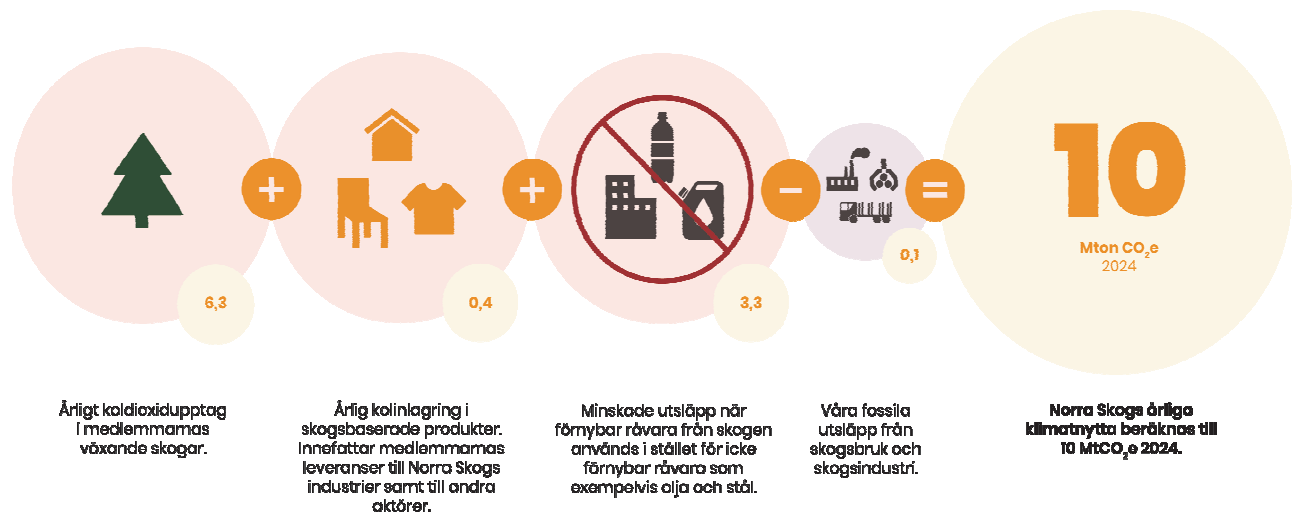 10
Mton CO₂e
2024
6,3
0,4
3,3
0,1
Årligt koldioxidupptag
i medlemmarnas
växande skogar.
Årlig kolinlagring i
skogsbaserade produkter.
Innefattar medlemmarnas
leveranser till Norra Skogs
industrier samt till andra
aktörer.
Minskade utsläpp när
förnybar råvara från skogen
används i stället för icke
förnybar råvara som
exempelvis olja och stål.
Våra fossila
utsläpp från
skogsbruk och
skogsindustri.
Norra Skogs årliga
klimatnytta beräknas till
10 MtCO₂e 2024.